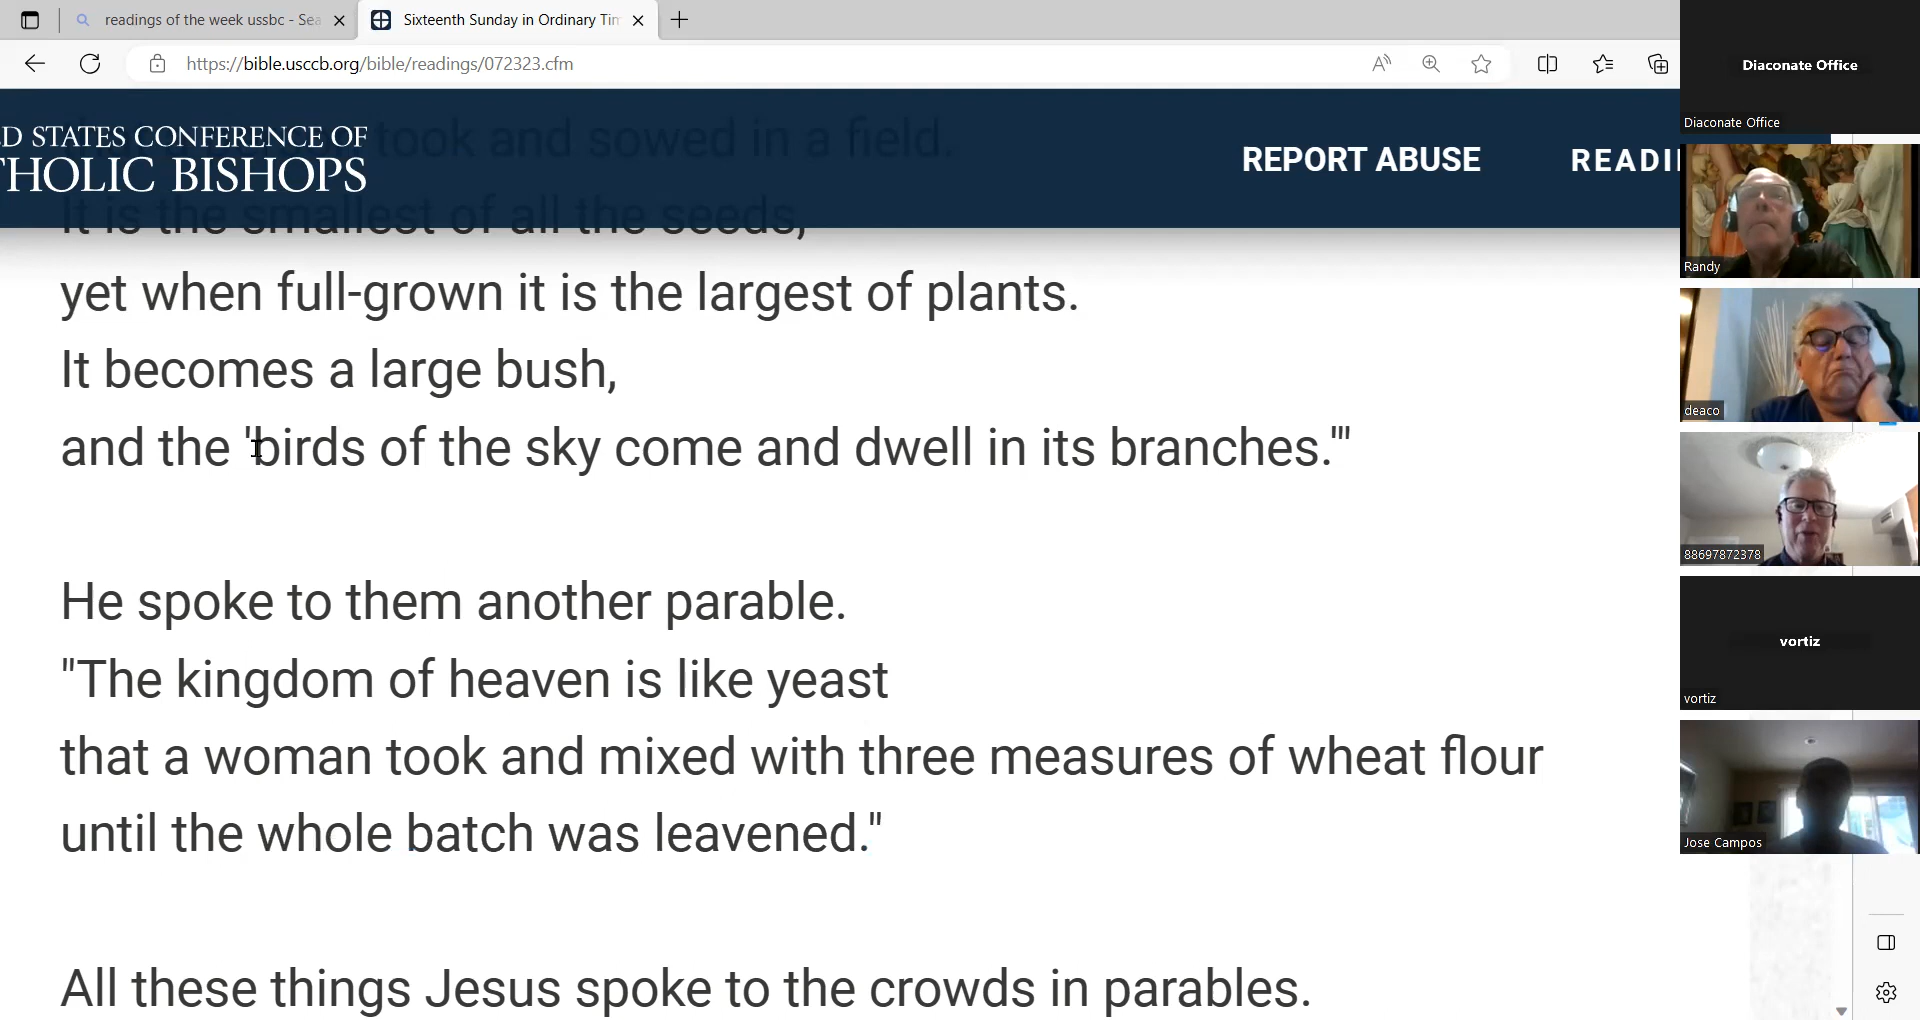 readings of the week ussbc - Sea
Sixteenth Sunday in Ordinary Tim
https://bible.usccb.org/bible/readings/072323.cfm
D STATES CONFERENCE OF
THOLIC BISHOPS
REPORT ABUSE
READI
took and sowed in a field.
It is the smallest of all the seeds,
yet when full-grown it is the largest of plants.
It becomes a large bush,
and the 'birds of the sky come and dwell in its branches.'"
He spoke to them another parable.
"The kingdom of heaven is like yeast
that a woman took and mixed with three measures of wheat flour
until the whole batch was leavened."
All these things Jesus spoke to the crowds in parables.
Diaconate Office
Diaconate Office
Randy
deaco
88697872378
vortiz
vortiz
Jose Campos